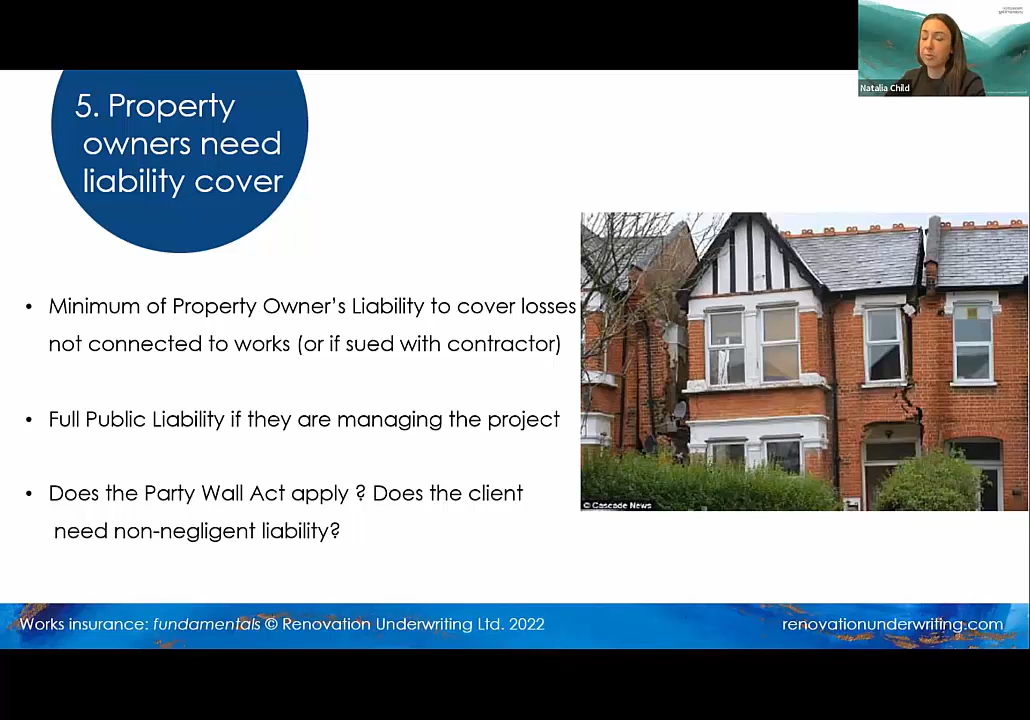 Natalia Child
5. Property
owners need
liability cover
• Minimum of Property Owner's Liability to cover losses
not connected to works (or if sued with contractor)
• Full Public Liability if they are managing the project
• Does the Party Wall Act apply ? Does the client
need non-negligent liability?
© Cascade News
Works insurance: fundamentals © Renovation Underwriting Ltd. 2022
renovationunderwriting.com